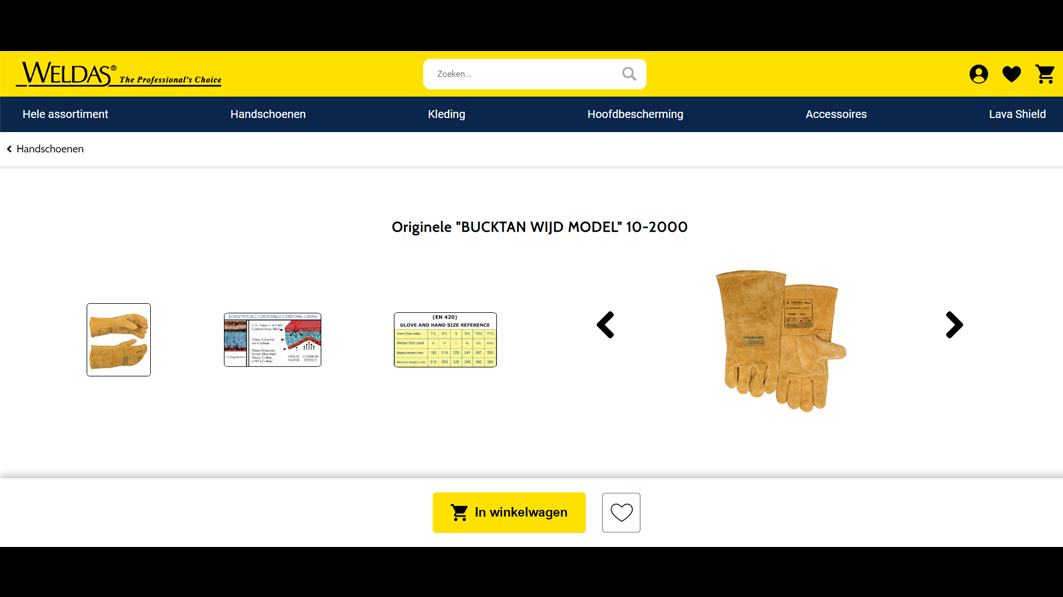 WELDAS® The Professional's Choice
Zoeken...
Hele assortiment
Handschoenen
Kleding
Hoofdbescherming
Accessoires
Lava Shield
Handschoenen
Originele "BUCKTAN WIJD MODEL" 10-2000
SCIENTIFICALLY DESIGNED COMFORT LINING
(EN 420)
GLOVE AND HAND SIZE REFERENCE
In winkelwagen